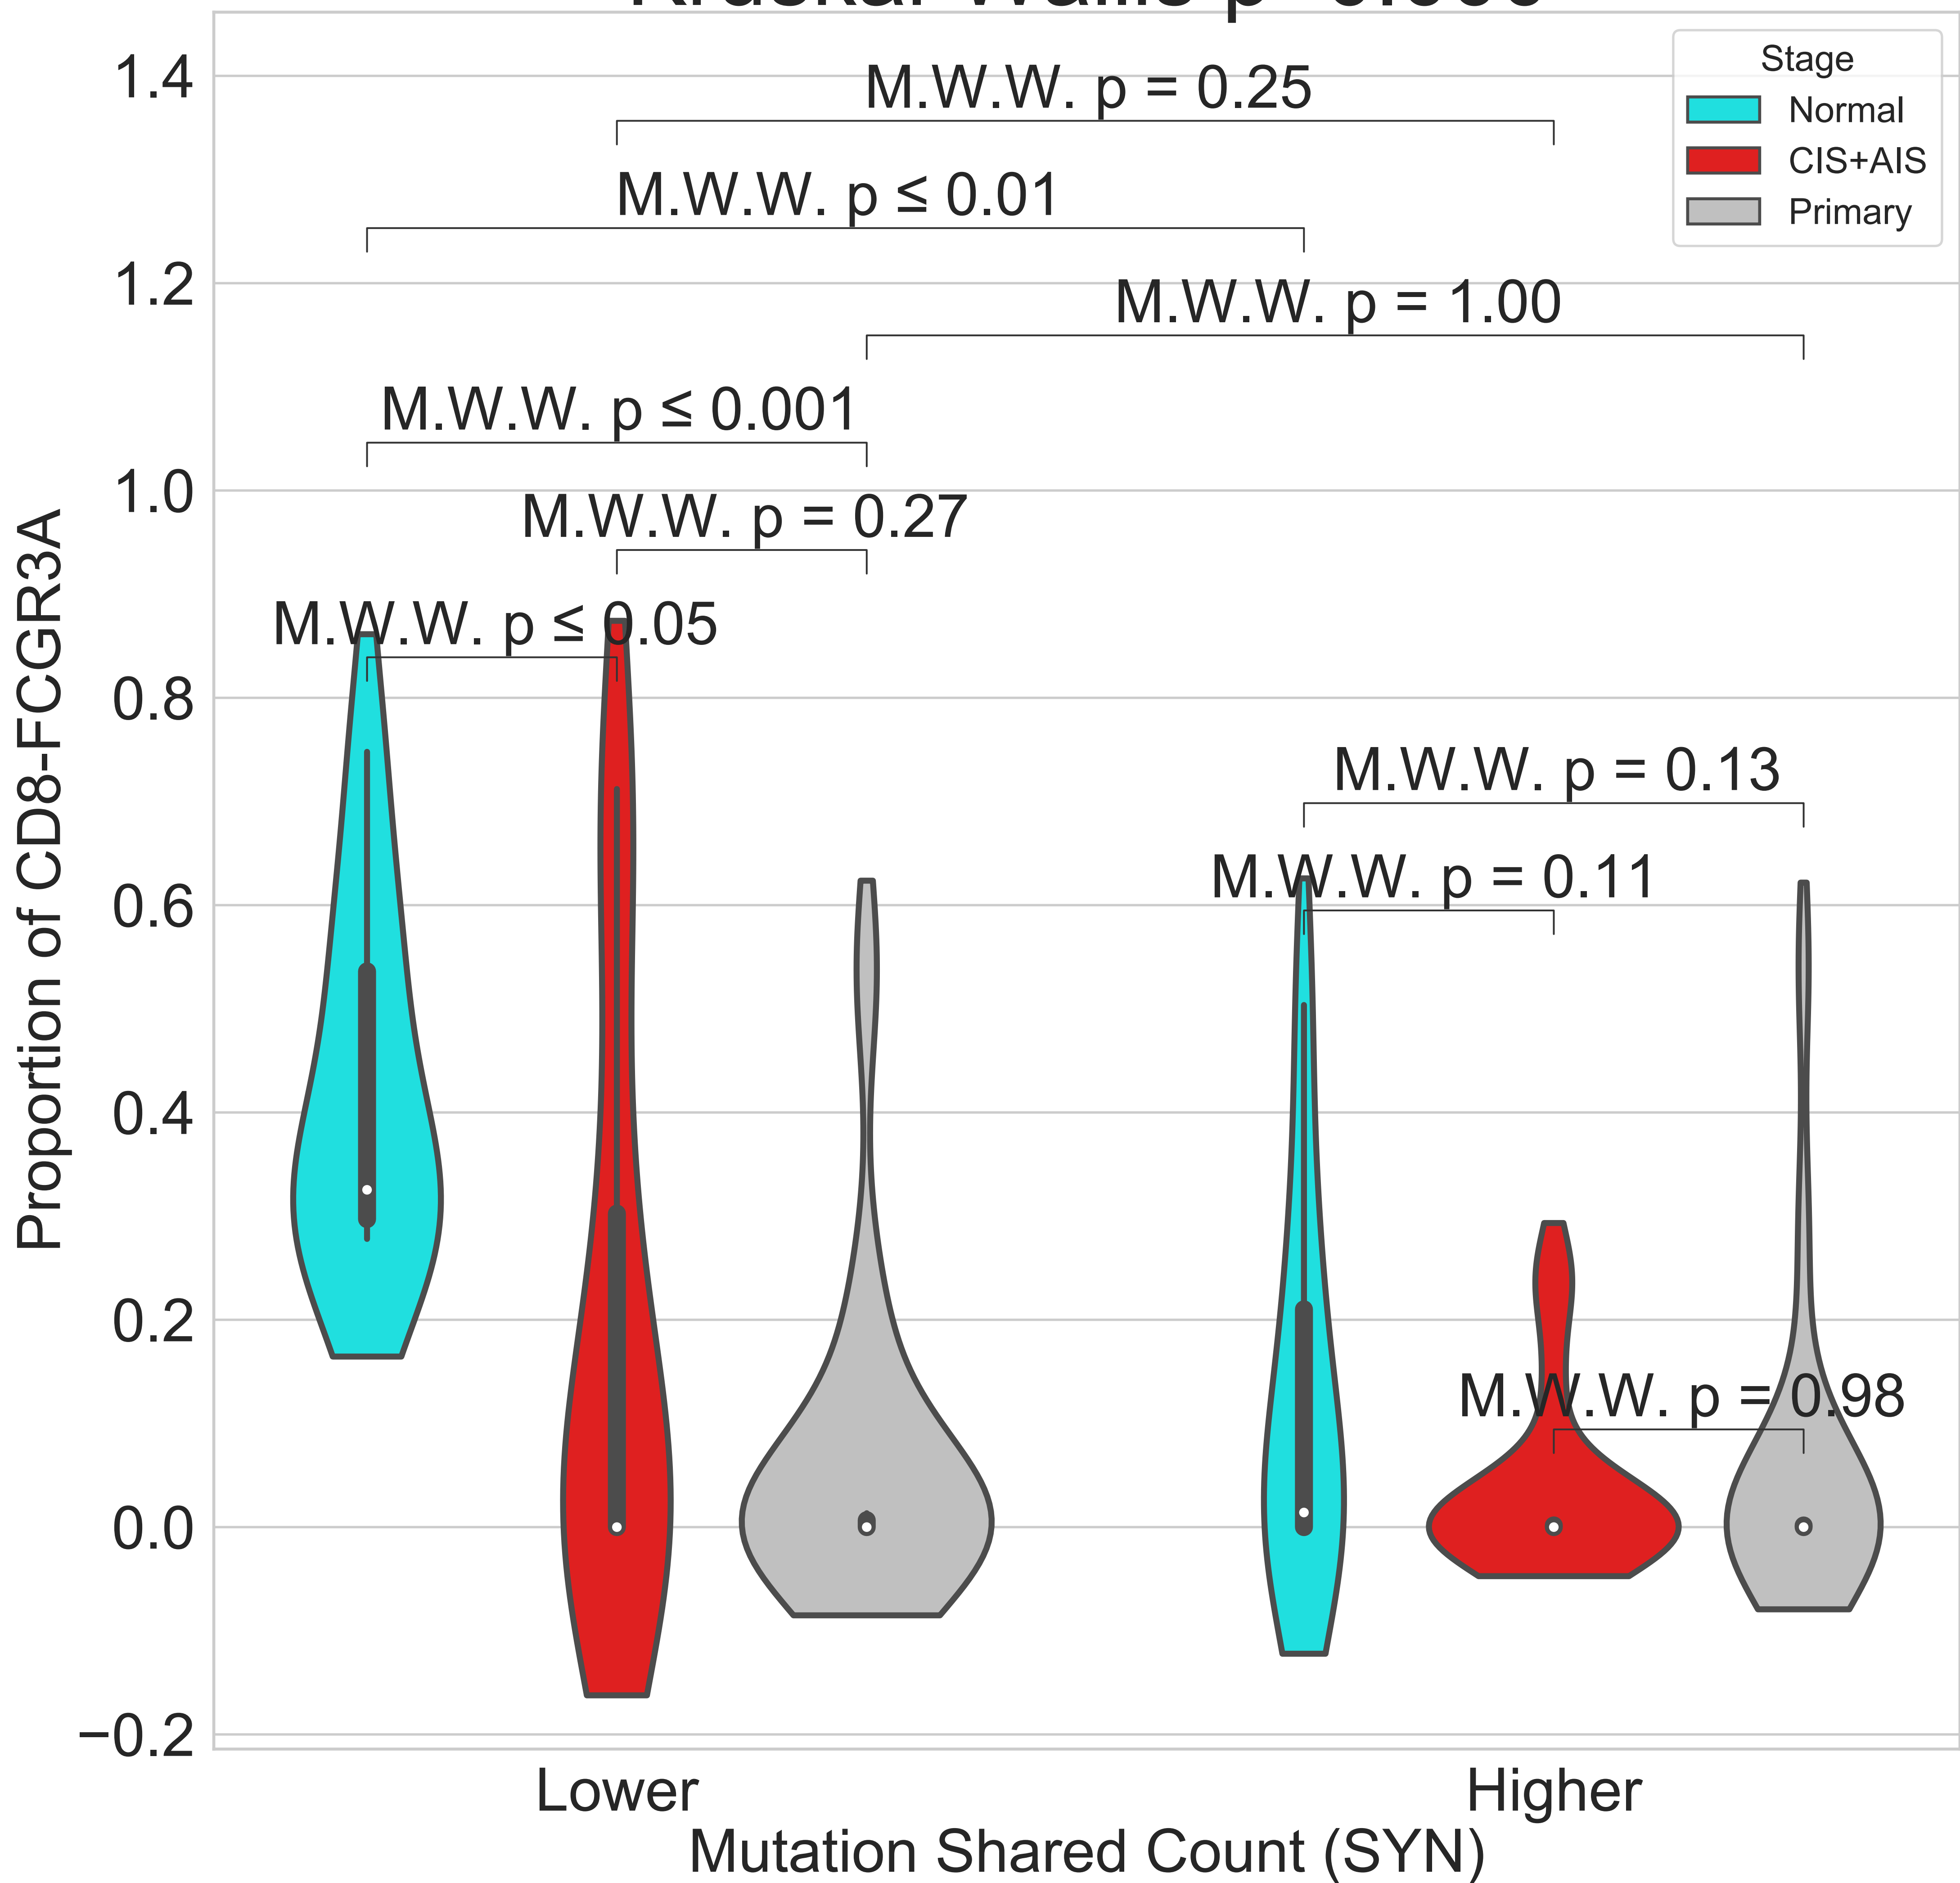 Stage
Normal
CIS+AIS
Primary
M.W.W. p = 0.25
M.W.W. p ≤ 0.01
M.W.W. p = 1.00
M.W.W. p ≤ 0.001
M.W.W. p = 0.27
M.W.W. p ≤ 0.05
M.W.W. p = 0.13
M.W.W. p = 0.11
M.W.W. p = 0.98
1.4
1.2
1.0
0.8
0.6
0.4
0.2
0.0
−0.2
Proportion of CD8-FCGR3A
Lower
Higher
Mutation Shared Count (SYN)